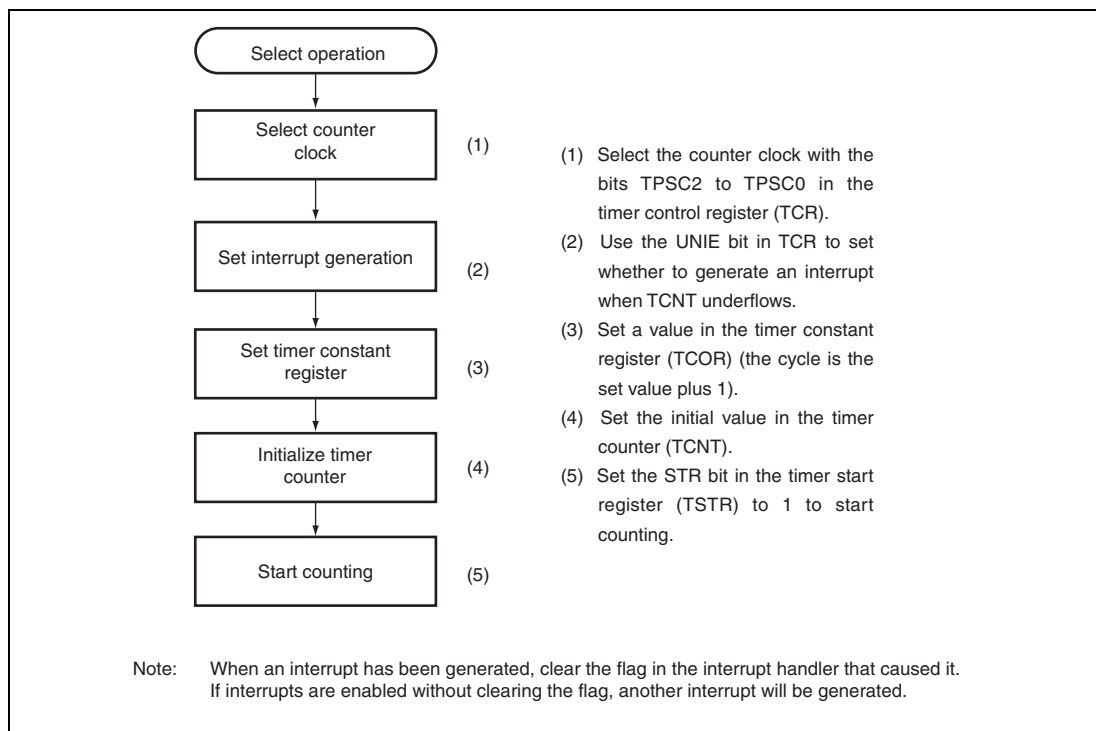 Select operation
Select counter
clock
(1)
Set interrupt generation
(2)
Set timer constant
register
(3)
Initialize timer
counter
(4)
Start counting
(5)
(1) Select the counter clock with the
bits TPSC2 to TPSC0 in the
timer control register (TCR).
(2) Use the UNIE bit in TCR to set
whether to generate an interrupt
when TCNT underflows.
(3) Set a value in the timer constant
register (TCOR) (the cycle is the
set value plus 1).
(4) Set the initial value in the timer
counter (TCNT).
(5) Set the STR bit in the timer start
register (TSTR) to 1 to start
counting.
Note: When an interrupt has been generated, clear the flag in the interrupt handler that caused it.
If interrupts are enabled without clearing the flag, another interrupt will be generated.